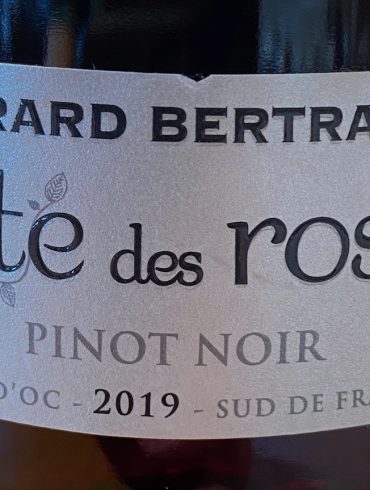 RARD BERTRA
te des ros
PINOT NOIR
D'OC - 2019 - SUD DE FRA